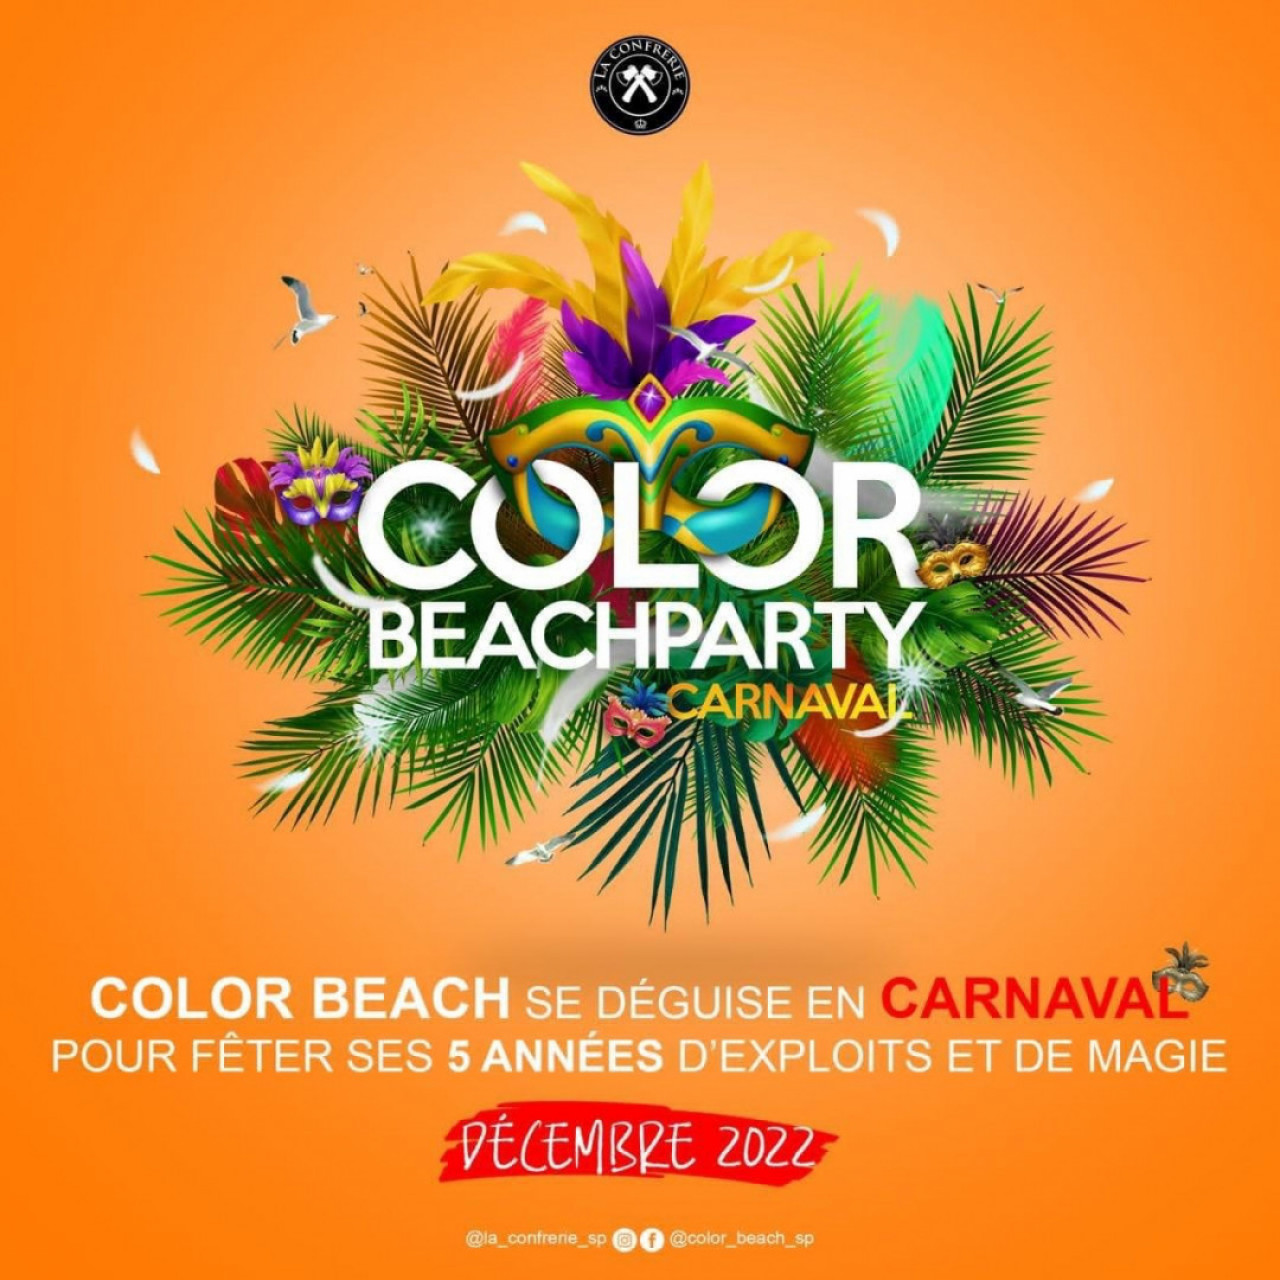 LA CONFRERIE
COLOR
BEACHPARTY
CARNAVAL
COLOR BEACH SE DÉGUISE EN CARNAVAL
POUR FÊTER SES 5 ANNÉES D'EXPLOITS ET DE MAGIE
DÉCEMBRE 2022
@la_confrerie_sp @color_beach_sp